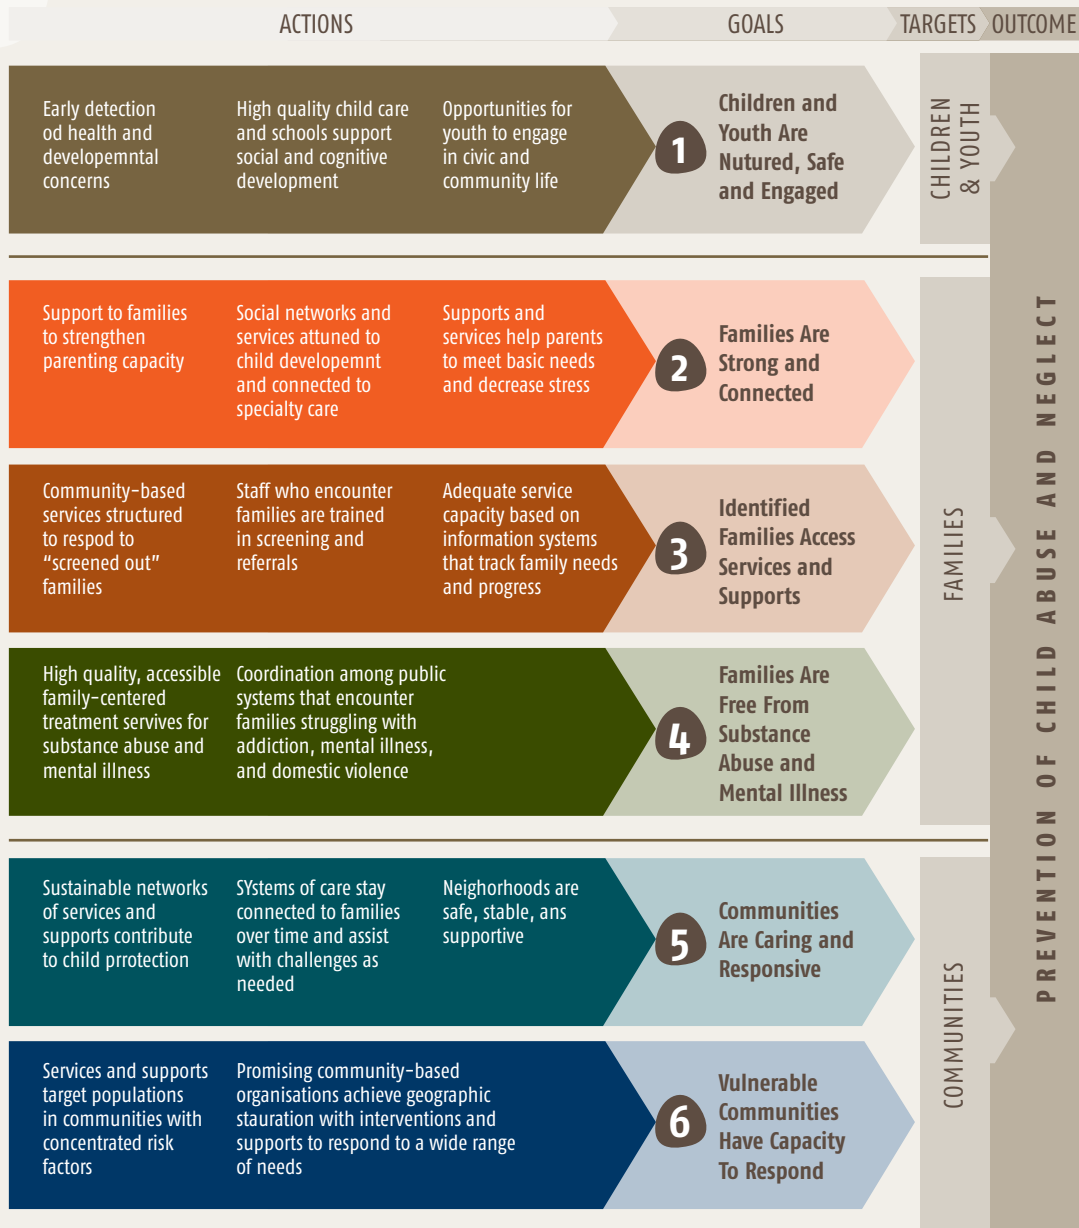 ACTIONS
GOALS
TARGETS
OUTCOME
Early detection
od health and
developemntal
concerns
High quality child care
and schools support
social and cognitive
development
Opportunities for
youth to engage
in civic and
community life
1
Children and
Youth Are
Nutured, Safe
and Engaged
CHILDREN
& YOUTH
Support to families
to strengthen
parenting capacity
Social networks and
services attuned to
child developemnt
and connected to
specialty care
Supports and
services help parents
to meet basic needs
and decrease stress
2
Families Are
Strong and
Connected
Community-based
services structured
to respod to
“screened out”
families
Staff who encounter
families are trained
in screening and
referrals
Adequate service
capacity based on
information systems
that track family needs
and progress
3
Identified
Families Access
Services and
Supports
FAMILIES
High quality, accessible
family-centered
treatment servives for
substance abuse and
mental illness
Coordination among public
systems that encounter
families struggling with
addiction, mental illness,
and domestic violence
4
Families Are
Free From
Substance
Abuse and
Mental Illness
Sustainable networks
of services and
supports contribute
to child prrotection
SYstems of care stay
connected to families
over time and assist
with challenges as
needed
Neighorhoods are
safe, stable, ans
supportive
5
Communities
Are Caring and
Responsive
COMMUNITIES
Services and supports
target populations
in communities with
concentrated risk
factors
Promising community-based
organisations achieve geographic
stauration with interventions and
supports to respond to a wide range
of needs
6
Vulnerable
Communities
Have Capacity
To Respond
PREVENTION OF CHILD ABUSE AND NEGLECT